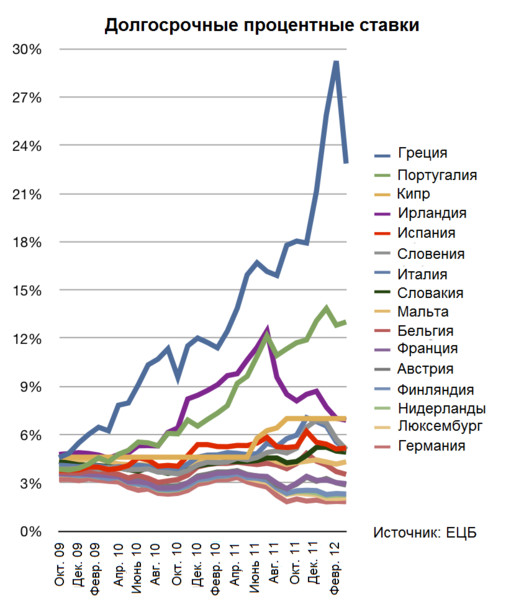 Долгосрочные процентные ставки
30%
27%
24%
21%
18%
15%
12%
9%
6%
3%
0%
Окт. 09
Дек. 09
Февр. 09
Апр. 10
Июнь 10
Авг. 10
Окт. 10
Дек. 10
Февр. 10
Апр. 11
Июнь 11
Авг. 11
Окт. 11
Дек. 11
Февр. 12
Греция
Португалия
Кипр
Ирландия
Испания
Словения
Италия
Словакия
Мальта
Бельгия
Франция
Австрия
Финляндия
Нидерланды
Люксембург
Германия
Источник: ЕЦБ